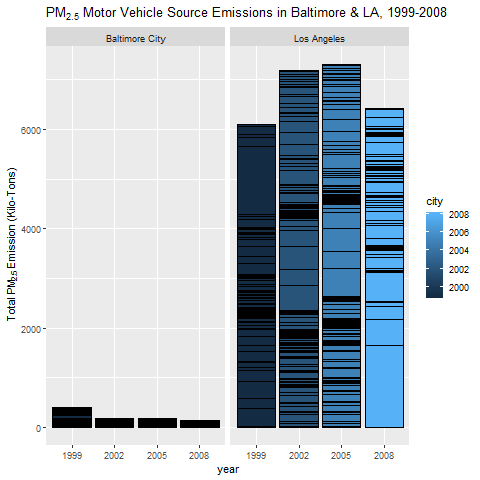 PM2.5 Motor Vehicle Source Emissions in Baltimore & LA, 1999-2008
Baltimore City
Los Angeles
Total PM2.5 Emission (Kilo-Tons)
6000
4000
2000
0
1999 2002 2005 2008
1999 2002 2005 2008
year
city
2008
2006
2004
2002
2000